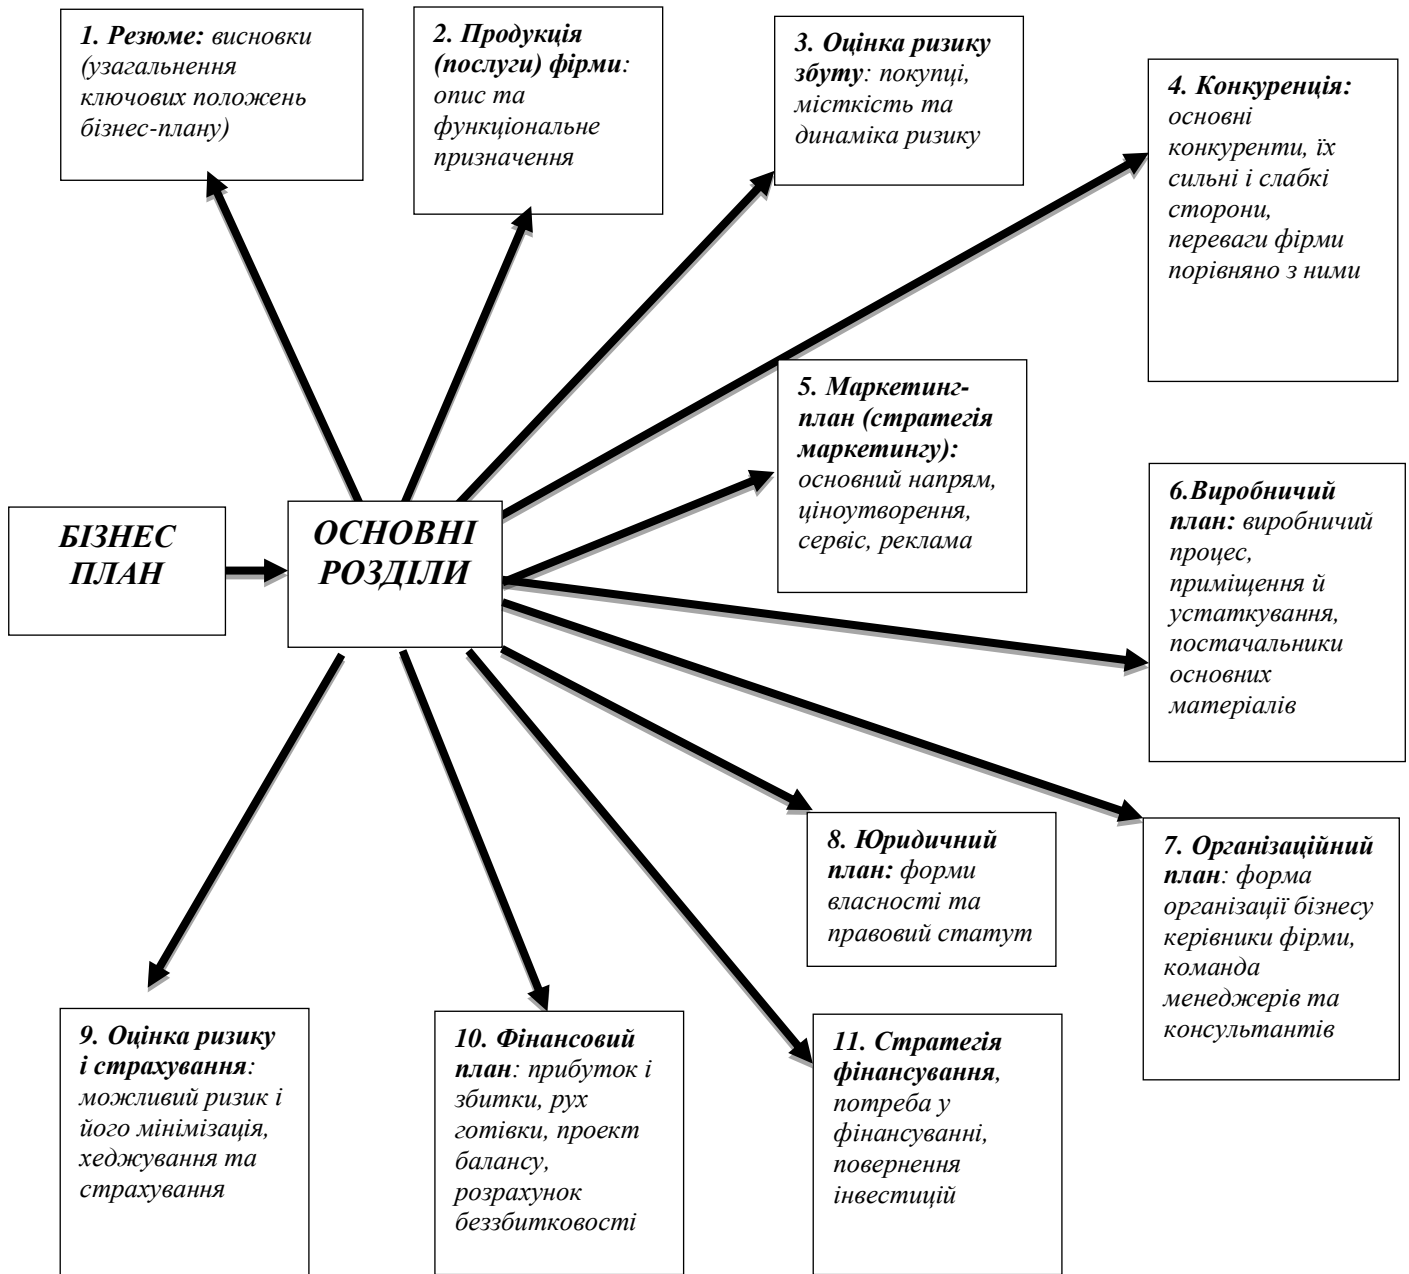 1. Резюме: висновки
(узагальнення
ключових положень
бізнес-плану)
2. Продукція
(послуги) фірми:
опис та
функціональне
призначення
3. Оцінка ризику
збуту: покупці,
місткість та
динаміка ризику
4. Конкуренція:
основні
конкуренти, їх
сильні і слабкі
сторони,
переваги фірми
порівняно з ними
5. Маркетинг-
план (стратегія
маркетингу):
основний напрям,
ціноутворення,
сервіс, реклама
БІЗНЕС
ПЛАН
ОСНОВНІ
РОЗДІЛИ
6.Виробничий
план: виробничий
процес,
приміщення й
устаткування,
постачальники
основних
матеріалів
7. Організаційний
план: форма
організації бізнесу
керівники фірми,
команда
менеджерів та
консультантів
8. Юридичний
план: форми
власності та
правовий статут
9. Оцінка ризику
і страхування:
можливий ризик і
його мінімізація,
хеджування та
страхування
10. Фінансовий
план: прибуток і
збитки, рух
готівки, проект
балансу,
розрахунок
беззбитковості
11. Стратегія
фінансування,
потреба у
фінансуванні,
повернення
інвестицій